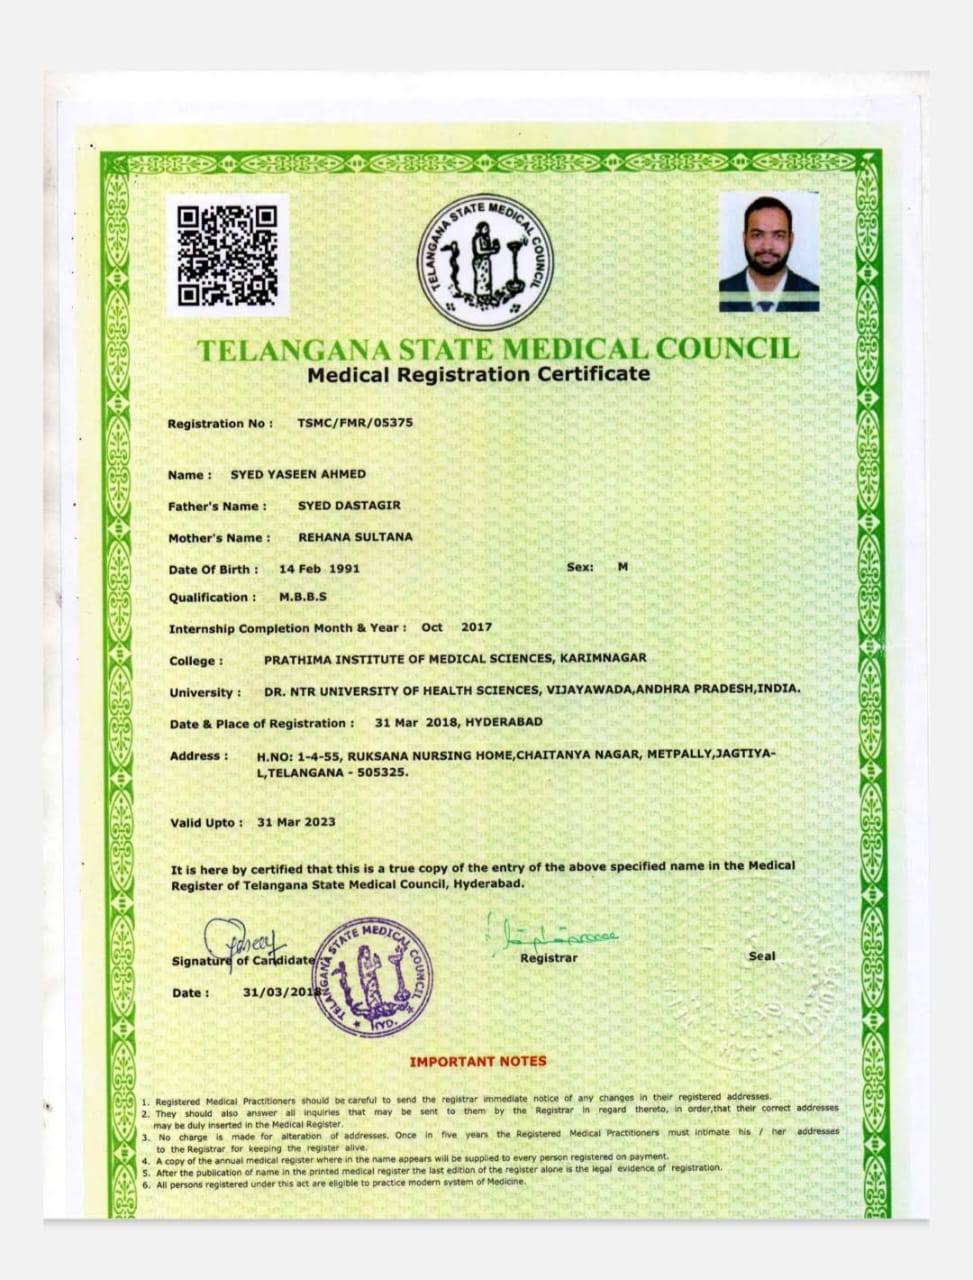 TELANGANA STATE MEDICAL COUNCIL
TELANGANA STATE MEDICAL COUNCIL
Medical Registration Certificate
Registration No : TSMC/FMR/05375
Name : SYED YASEEN AHMED
Father's Name : SYED DASTAGIR
Mother's Name : REHANA SULTANA
Date Of Birth : 14 Feb 1991 Sex: M
Qualification : M.B.B.S
Internship Completion Month & Year : Oct 2017
College : PRATHIMA INSTITUTE OF MEDICAL SCIENCES, KARIMNAGAR
University : DR. NTR UNIVERSITY OF HEALTH SCIENCES, VIJAYAWADA,ANDHRA PRADESH,INDIA.
Date & Place of Registration : 31 Mar 2018, HYDERABAD
Address : H.NO: 1-4-55, RUKSANA NURSING HOME,CHAITANYA NAGAR, METPALLY,JAGTIYA-
L,TELANGANA - 505325.
Valid Upto : 31 Mar 2023
It is here by certified that this is a true copy of the entry of the above specified name in the Medical
Register of Telangana State Medical Council, Hyderabad.
Signature of Candidate
TELANGANA STATE MEDICAL COUNCIL
HYD.
Registrar
Seal
Date : 31/03/2018
IMPORTANT NOTES
1. Registered Medical Practitioners should be careful to send the registrar immediate notice of any changes in their registered addresses.
2. They should also answer all inquiries that may be sent to them by the Registrar in regard thereto, in order,that their correct addresses
may be duly inserted in the Medical Register.
3. No charge is made for alteration of addresses. Once in five years the Registered Medical Practitioners must intimate his / her addresses
to the Registrar for keeping the register alive.
4. A copy of the annual medical register where in the name appears will be supplied to every person registered on payment.
5. After the publication of name in the printed medical register the last edition of the register alone is the legal evidence of registration.
6. All persons registered under this act are eligible to practice modern system of Medicine.